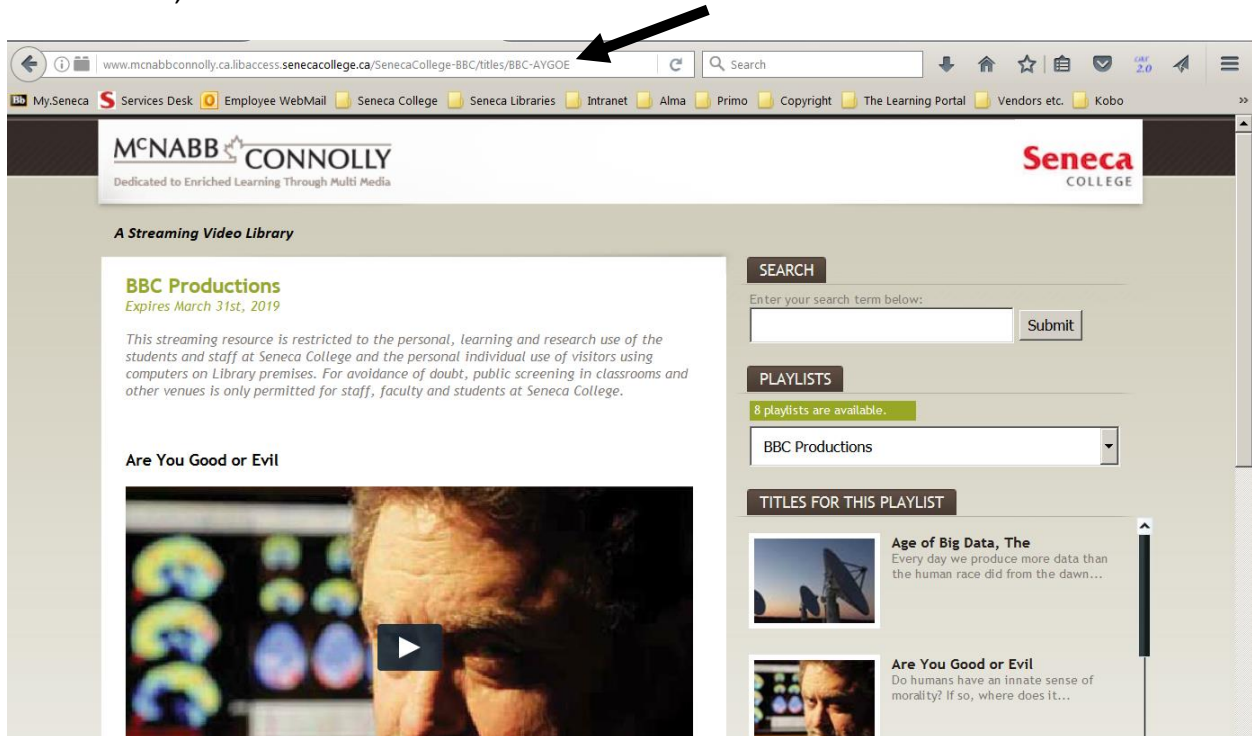 www.mcnabbconnolly.ca.libaccess.senecacollege.ca/SenecaCollege-BBC/titles/BBC-AYGOE
Search
My.Seneca Services Desk Employee WebMail Seneca College Seneca Libraries Intranet Alma Primo Copyright The Learning Portal Vendors etc. Kobo
MCNABB CONNOLLY
Dedicated to Enriched Learning Through Multi Media
Seneca
COLLEGE
A Streaming Video Library
BBC Productions
Expires March 31st, 2019
This streaming resource is restricted to the personal, learning and research use of the
students and staff at Seneca College and the personal individual use of visitors using
computers on Library premises. For avoidance of doubt, public screening in classrooms and
other venues is only permitted for staff, faculty and students at Seneca College.
Are You Good or Evil
SEARCH
Enter your search term below:
Submit
PLAYLISTS
8 playlists are available.
BBC Productions
TITLES FOR THIS PLAYLIST
Age of Big Data, The
Every day we produce more data than
the human race did from the dawn...
Are You Good or Evil
Do humans have an innate sense of
morality? If so, where does it...